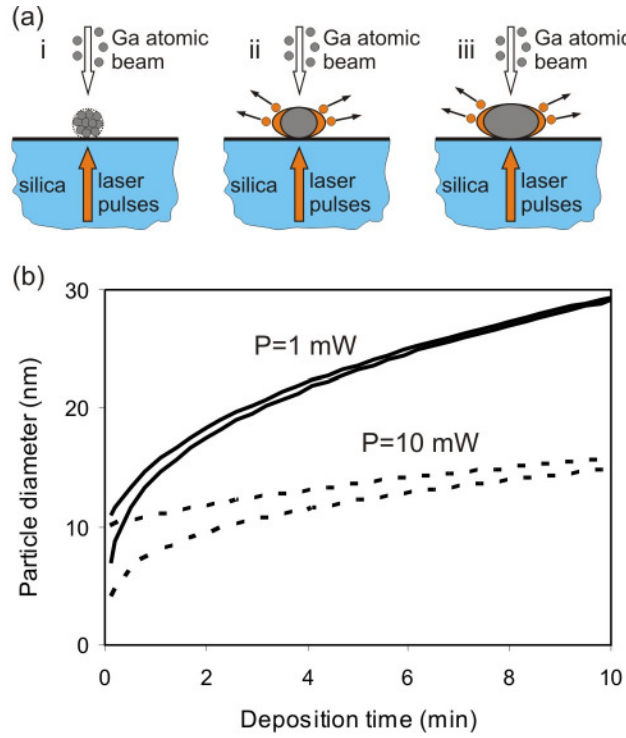 (a)
i
Ga atomic
beam
ii
Ga atomic
beam
iii
Ga atomic
beam
silica
laser
pulses
silica
laser
pulses
silica
laser
pulses
(b)
30
20
10
0
P=1 mW
P=10 mW
Particle diameter (nm)
0 2 4 6 8 10
Deposition time (min)